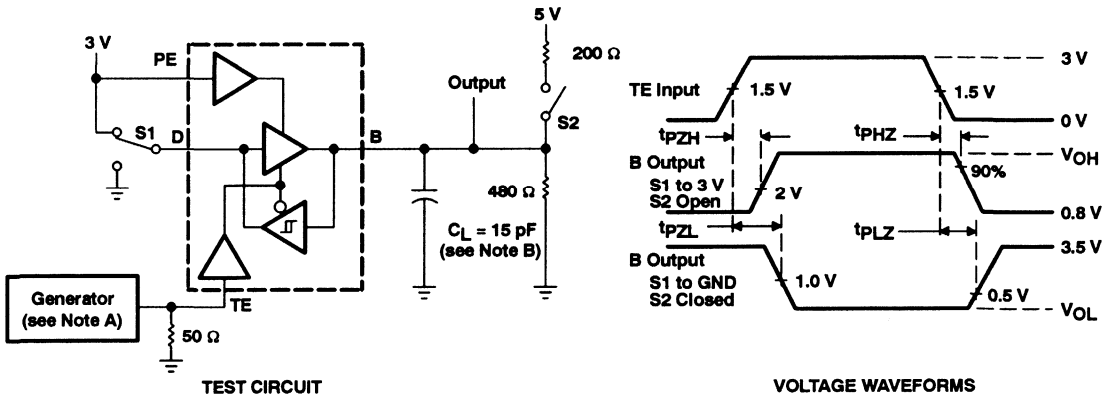 3 V
PE
S1
D
B
TE
Generator
(see Note A)
50 Ω
Output
5 V
200 Ω
S2
480 Ω
CL = 15 pF
(see Note B)
TEST CIRCUIT
TE Input
1.5 V
1.5 V
3 V
0 V
tPZH
tPHZ
B Output
S1 to 3 V
S2 Open
2 V
90%
VOH
0.8 V
tPZL
tPLZ
B Output
S1 to GND
S2 Closed
1.0 V
0.5 V
3.5 V
VOL
VOLTAGE WAVEFORMS